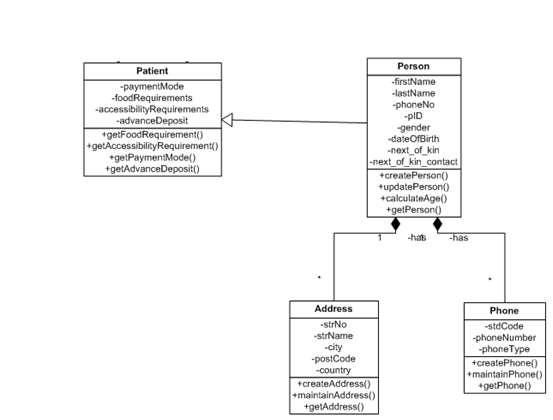 Patient
-paymentMode
-foodRequirements
-accessibilityRequirements
-advanceDeposit
+getFoodRequirement()
+getAccessibilityRequirement()
+getPaymentMode()
+getAdvanceDeposit()
Person
-firstName
-lastName
-phoneNo
-pID
-gender
-dateOfBirth
-next_of_kin
-next_of_kin_contact
+createPerson()
+updatePerson()
+calculateAge()
+getPerson()
1 -has 1 -has
* *
Address
-strNo
-strName
-city
-postCode
-country
+createAddress()
+maintainAddress()
+getAddress()
Phone
-stdCode
-phoneNumber
-phoneType
+createPhone()
+maintainPhone()
+getPhone()